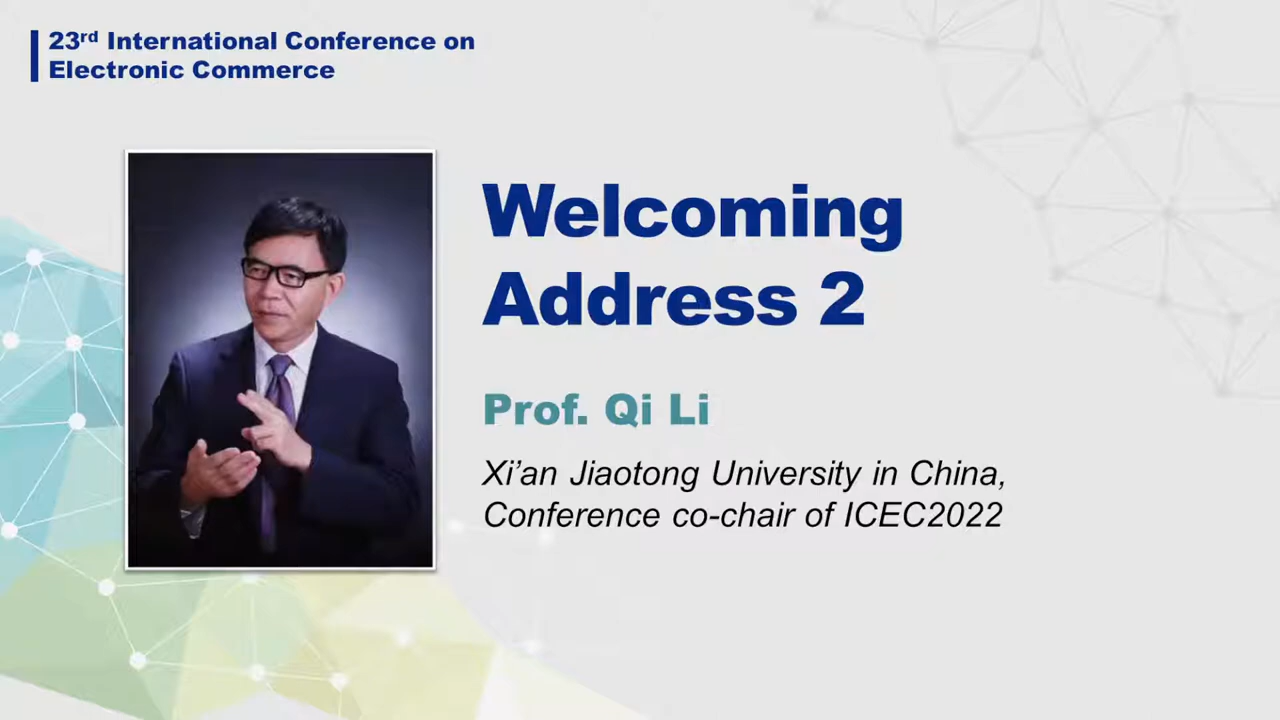 23rd International Conference on
Electronic Commerce
Welcoming
Address 2
Prof. Qi Li
Xi’an Jiaotong University in China,
Conference co-chair of ICEC2022